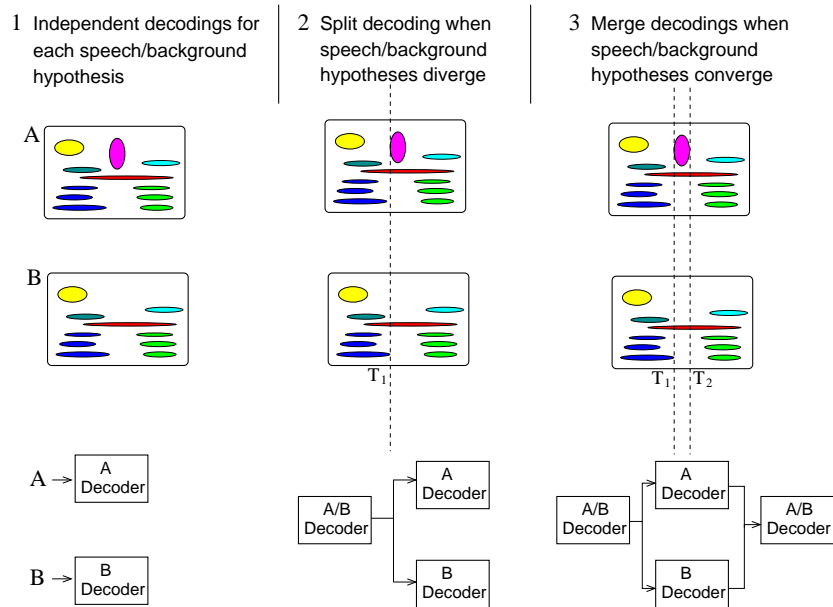 1 Independent decodings for
each speech/background
hypothesis
2 Split decoding when
speech/background
hypotheses diverge
3 Merge decodings when
speech/background
hypotheses converge
A
B
T1
T1 T2
A
A
Decoder
B
B
Decoder
A/B
Decoder
A
Decoder
B
Decoder
A/B
Decoder
A
Decoder
B
Decoder
A/B
Decoder